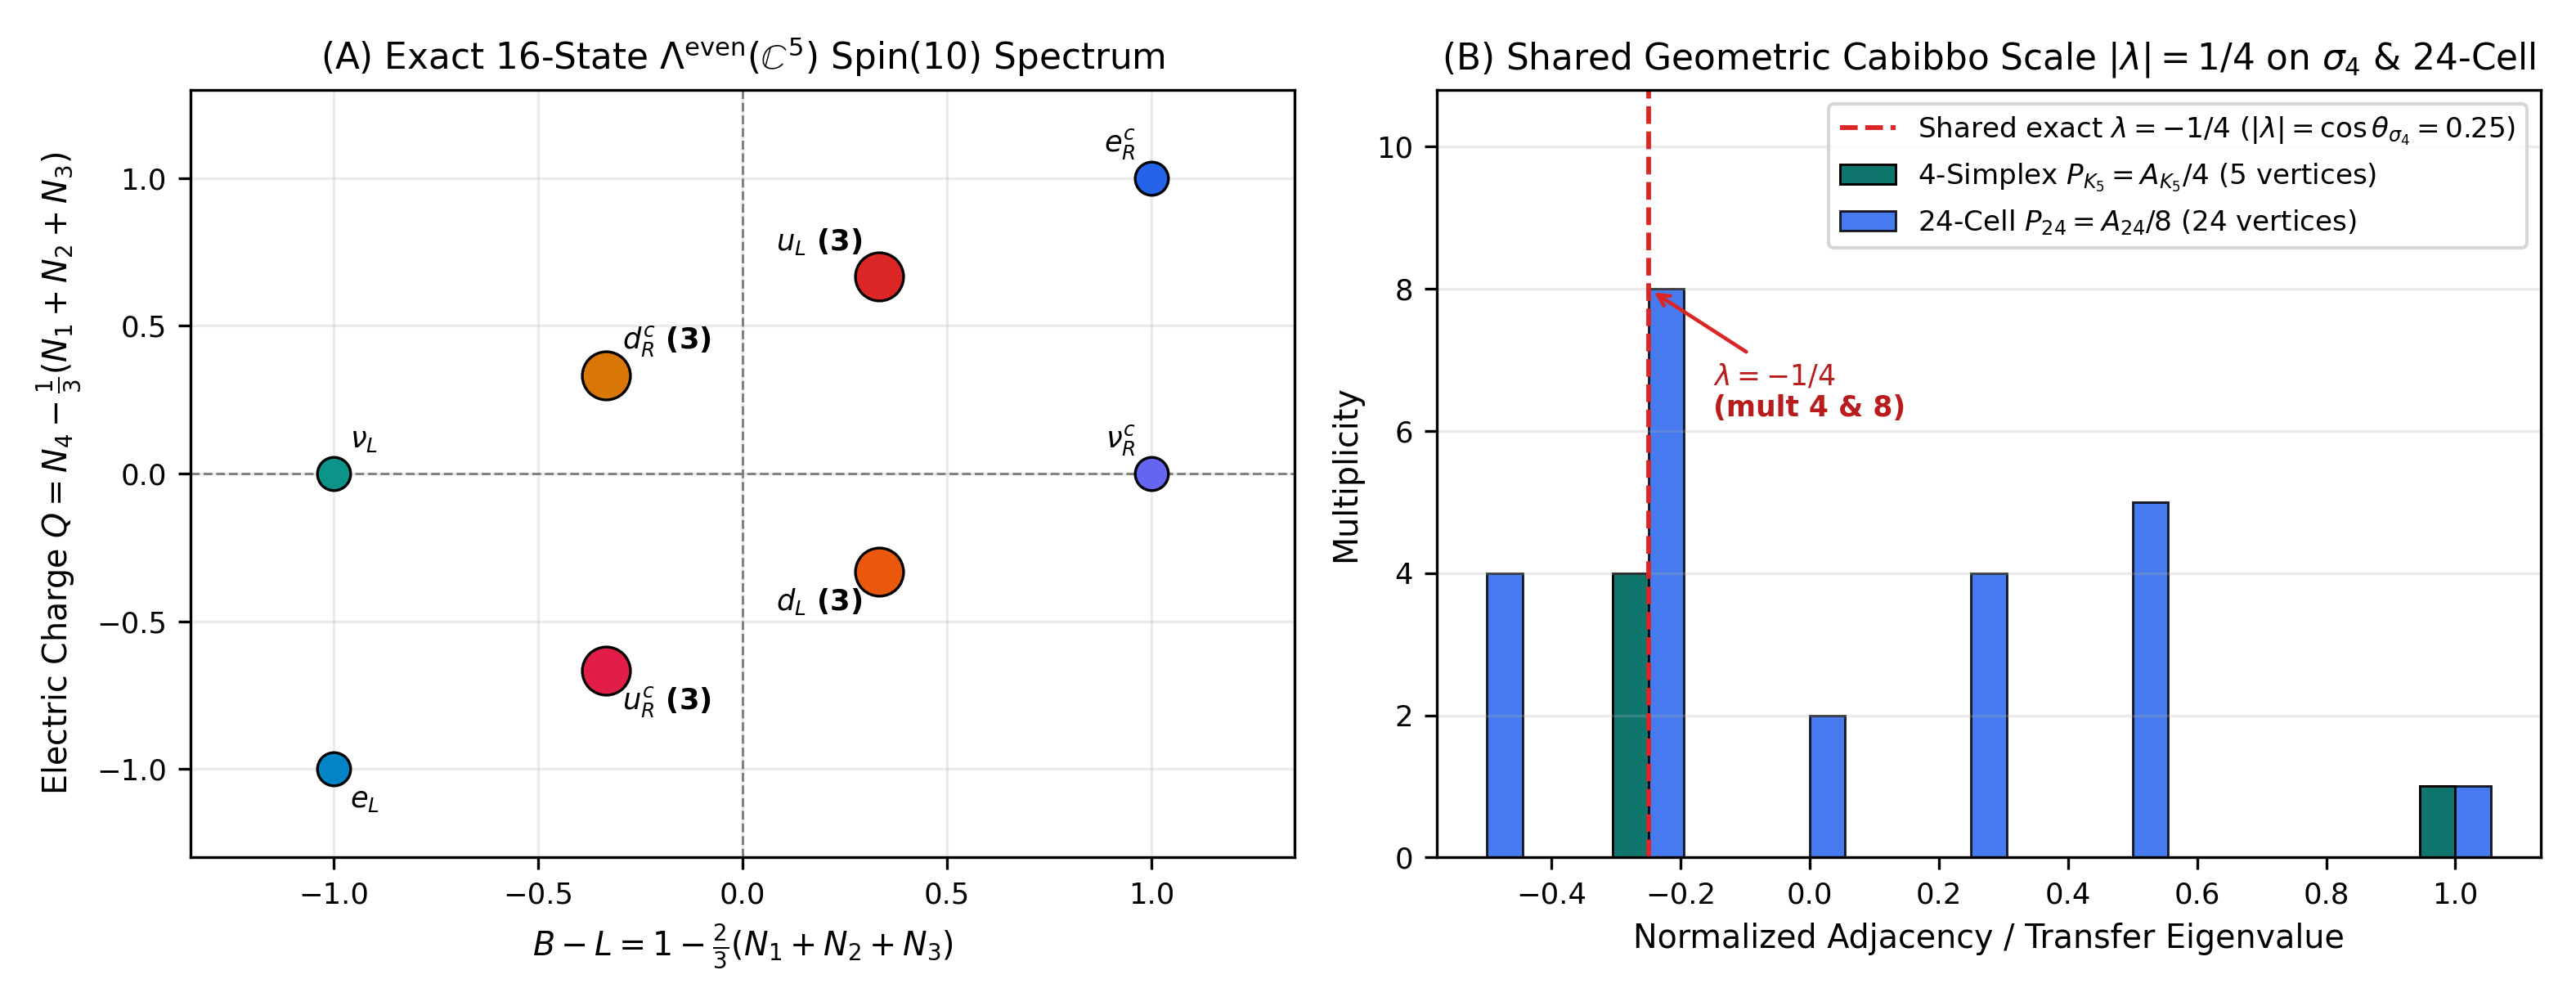 (A) Exact 16-State Λ^even(ℂ⁵) Spin(10) Spectrum
Electric Charge Q = N₄ − 1/3(N₁ + N₂ + N₃)
1.0
0.5
0.0
−0.5
−1.0
e_R^c
u_L (3)
d_R^c (3)
ν_L
ν_R^c
d_L (3)
u_R^c (3)
e_L
−1.0
−0.5
0.0
0.5
1.0
B − L = 1 − 2/3(N₁ + N₂ + N₃)
(B) Shared Geometric Cabibbo Scale |λ| = 1/4 on σ₄ & 24-Cell
Shared exact λ = −1/4 (|λ| = cos θ_σ₄ = 0.25)
4-Simplex P_K₅ = A_K₅/4 (5 vertices)
24-Cell P₂₄ = A₂₄/8 (24 vertices)
Multiplicity
10
8
6
4
2
0
λ = −1/4
(mult 4 & 8)
−0.4
−0.2
0.0
0.2
0.4
0.6
0.8
1.0
Normalized Adjacency / Transfer Eigenvalue